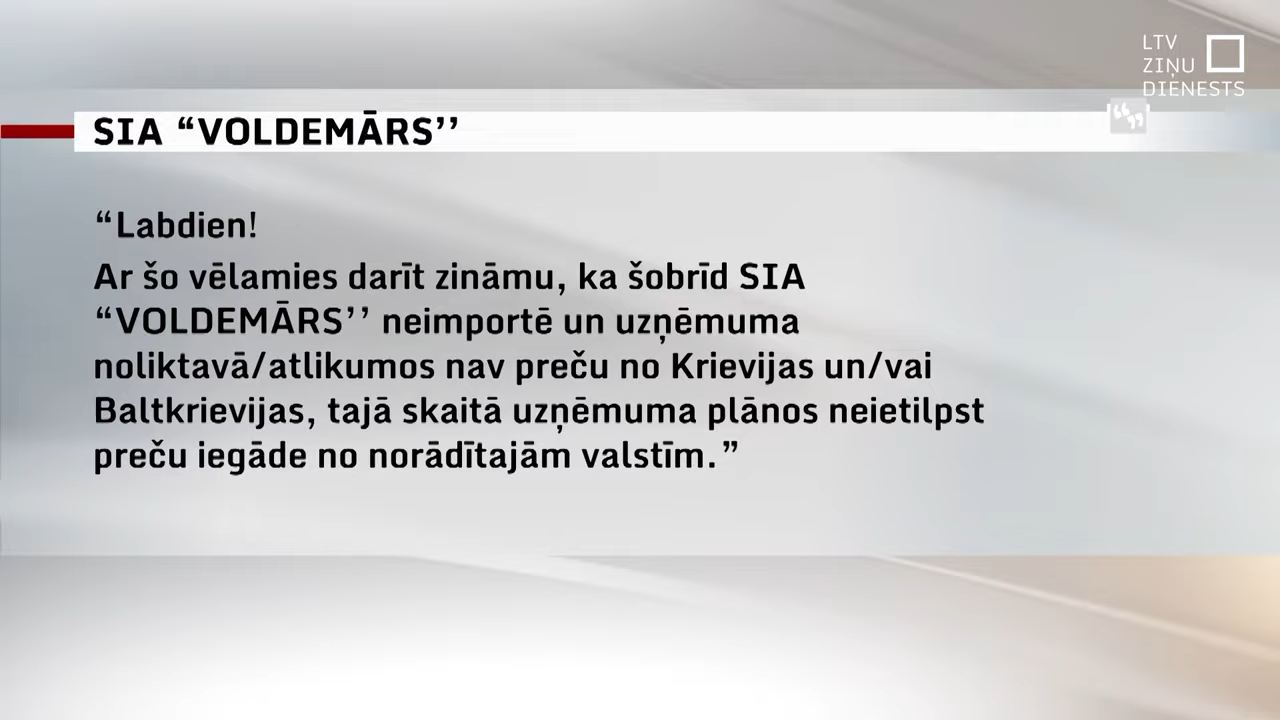 LTV
ZIŅU
DIENESTS
SIA “VOLDEMĀRS’’
“Labdien!
Ar šo vēlamies darīt zināmu, ka šobrīd SIA
“VOLDEMĀRS’’ neimportē un uzņēmuma
noliktavā/atlikumos nav preču no Krievijas un/vai
Baltkrievijas, tajā skaitā uzņēmuma plānos neietilpst
preču iegāde no norādītajām valstīm.”